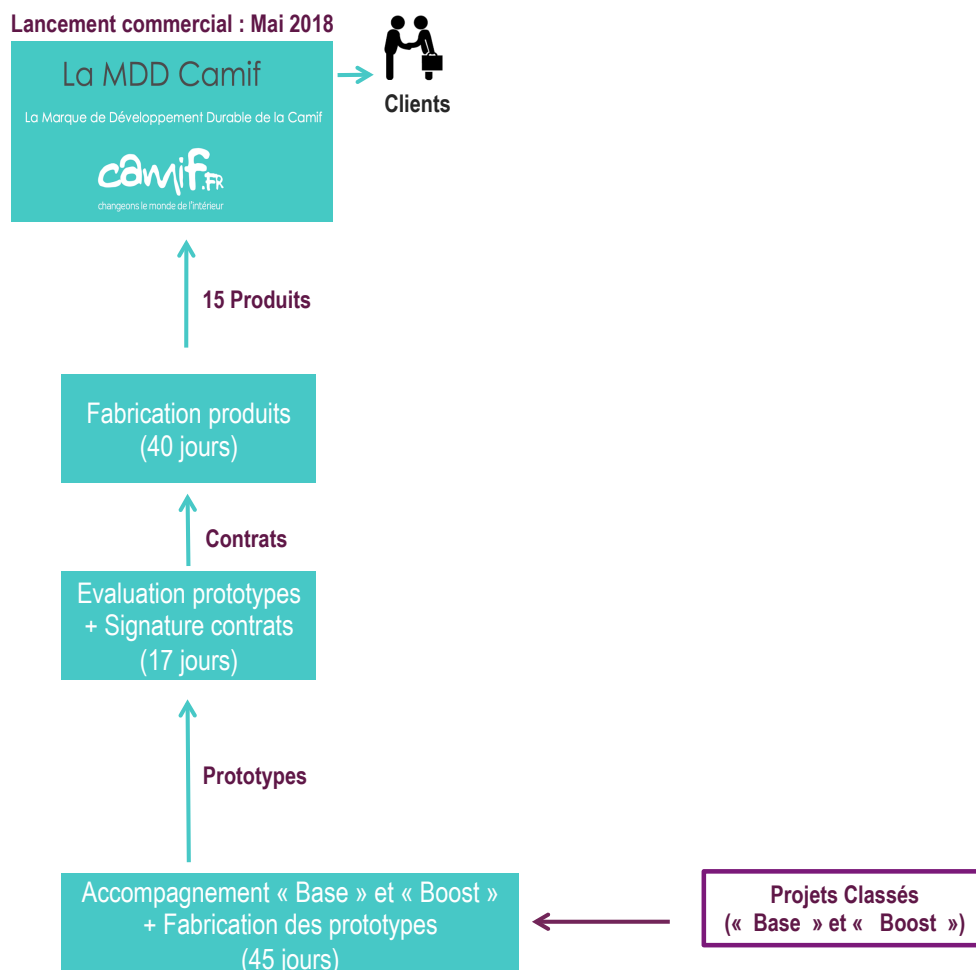 Lancement commercial : Mai 2018
La MDD Camif
La Marque de Développement Durable de la Camif
camif.FR
changeons le monde de l'intérieur
Clients
15 Produits
Fabrication produits
(40 jours)
Contrats
Evaluation prototypes
+ Signature contrats
(17 jours)
Prototypes
Accompagnement « Base » et « Boost »
+ Fabrication des prototypes
(45 jours)
Projets Classés
(« Base » et « Boost »)